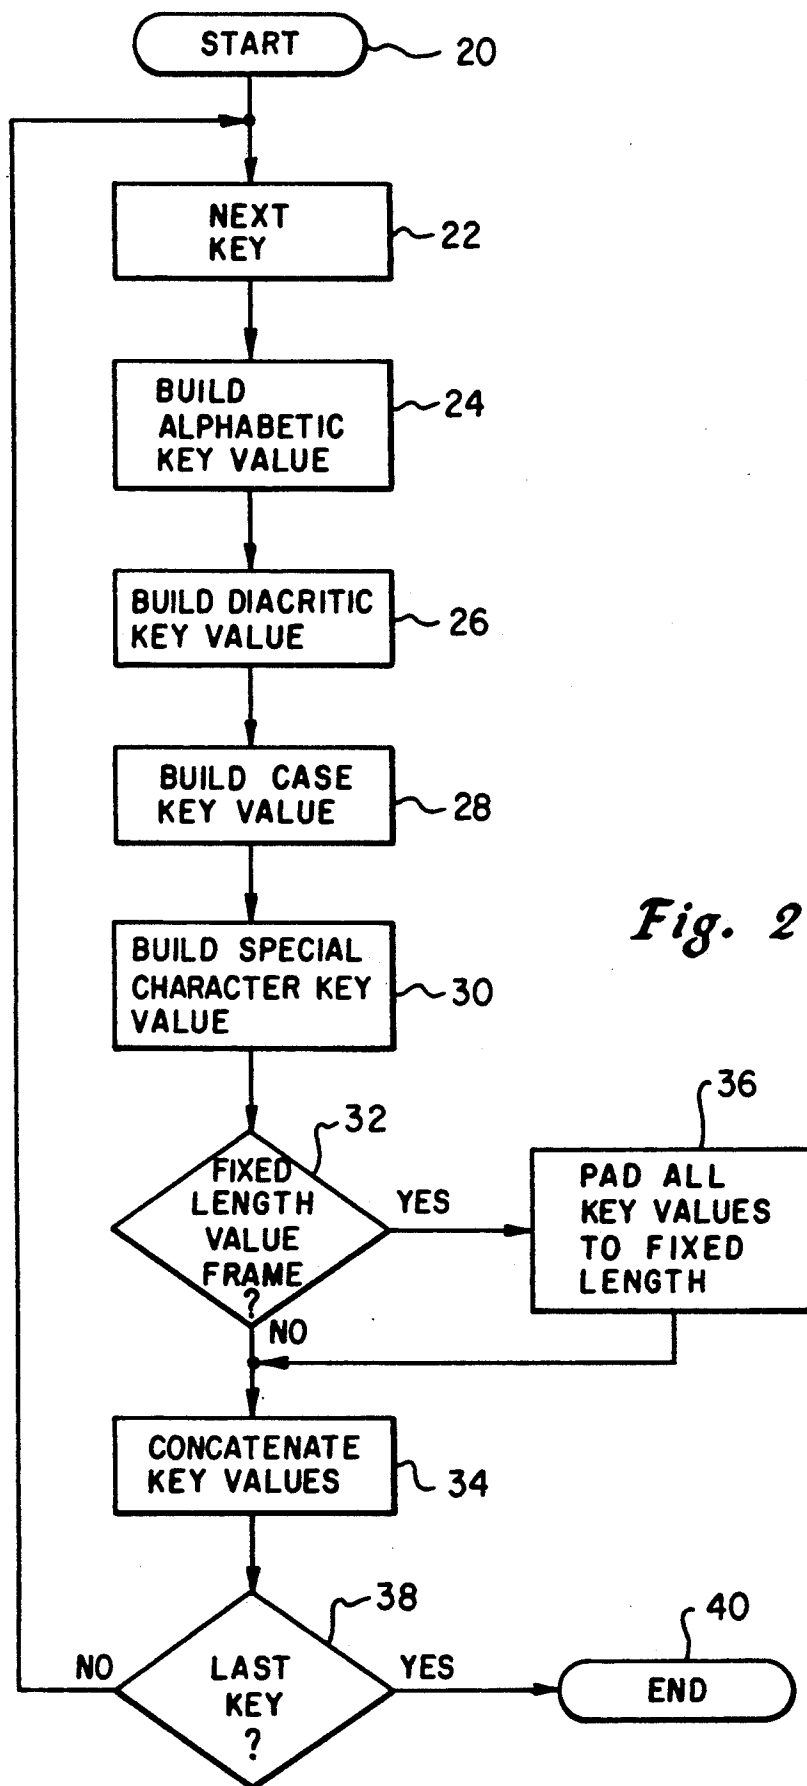 START
20
NEXT
KEY
22
BUILD
ALPHABETIC
KEY VALUE
24
BUILD DIACRITIC
KEY VALUE
26
BUILD CASE
KEY VALUE
28
Fig. 2
BUILD SPECIAL
CHARACTER KEY
VALUE
30
32
FIXED
LENGTH
VALUE
FRAME
?
YES
NO
36
PAD ALL
KEY VALUES
TO FIXED
LENGTH
CONCATENATE
KEY VALUES
34
38
LAST
KEY
?
NO
YES
40
END